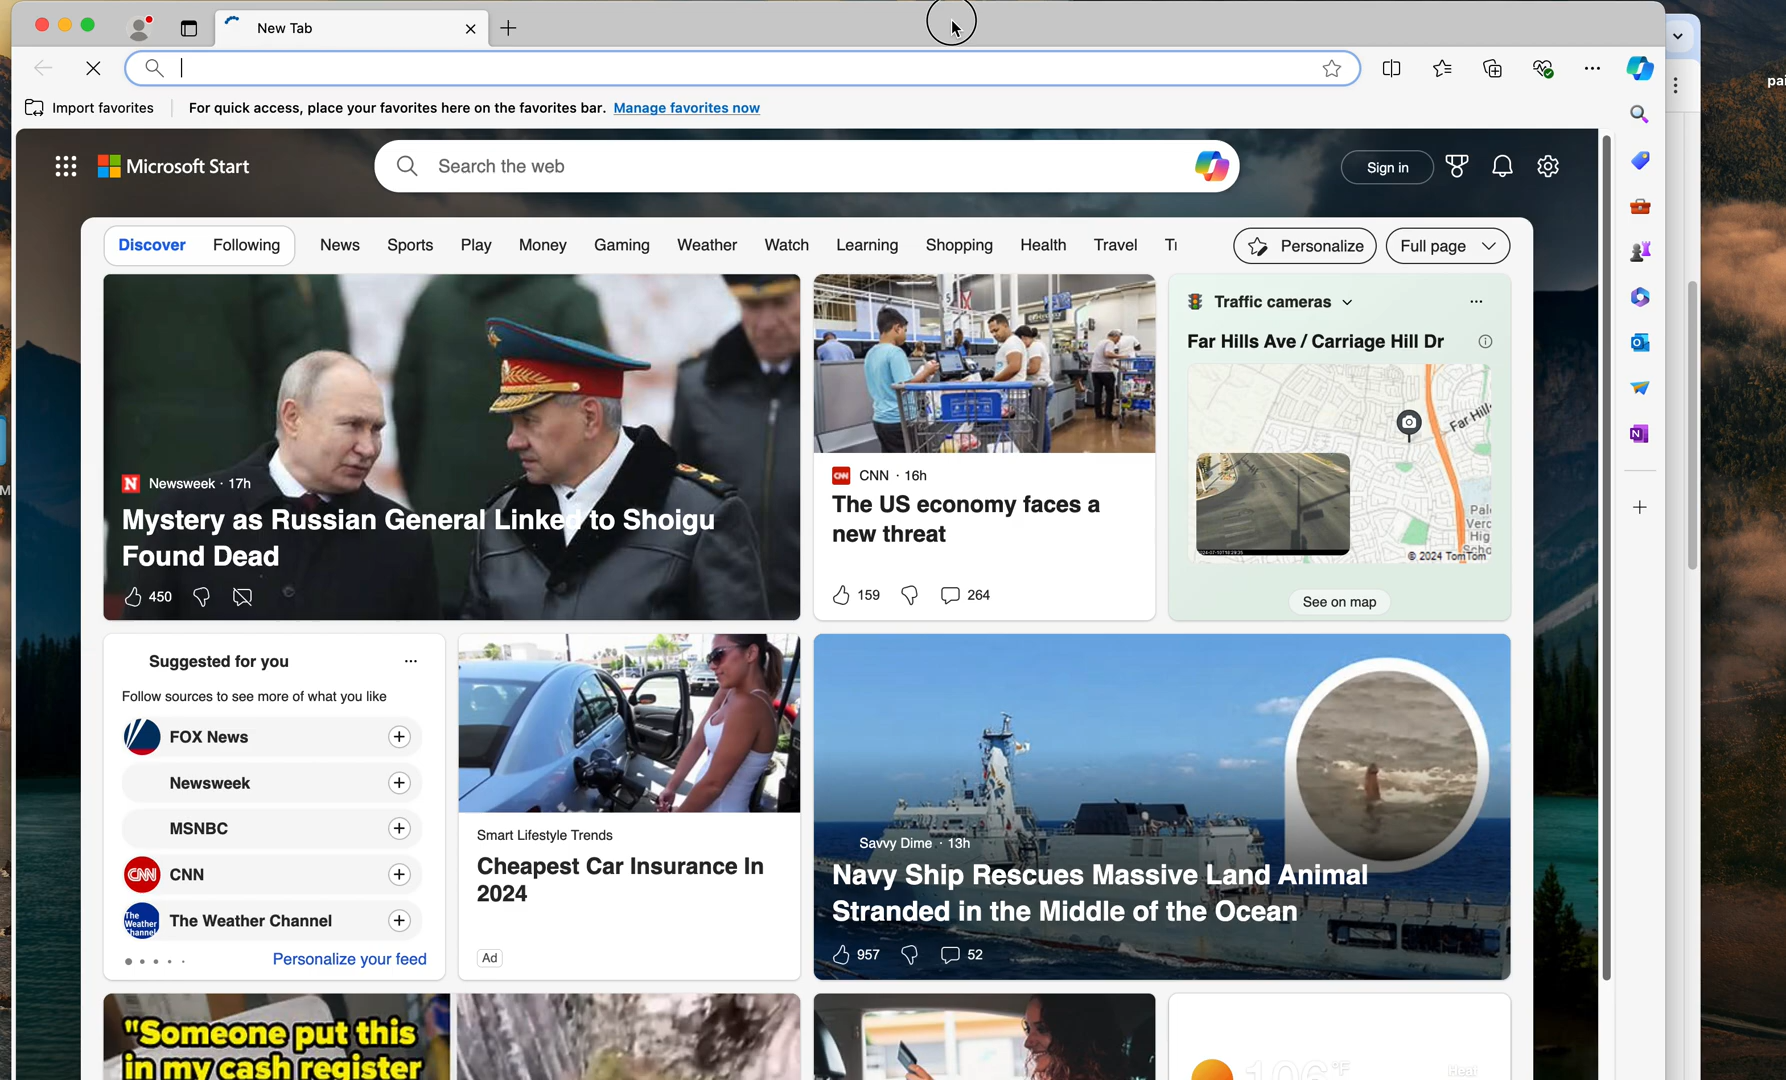 New Tab
Import favorites
For quick access, place your favorites here on the favorites bar. Manage favorites now
Microsoft Start
Search the web
Sign in
Discover Following News Sports Play Money Gaming Weather Watch Learning Shopping Health Travel
Personalize
Full page
Newsweek · 17h
Mystery as Russian General Linked to Shoigu
Found Dead
450
CNN · 16h
The US economy faces a
new threat
159
264
Traffic cameras
Far Hills Ave / Carriage Hill Dr
Far Hills
© 2024 TomTom
See on map
Suggested for you
Follow sources to see more of what you like
FOX News
Newsweek
MSNBC
CNN
The Weather Channel
Personalize your feed
Smart Lifestyle Trends
Cheapest Car Insurance In
2024
Ad
Savvy Dime · 13h
Navy Ship Rescues Massive Land Animal
Stranded in the Middle of the Ocean
957
52
"Someone put this
in my cash register
106°F
Heat